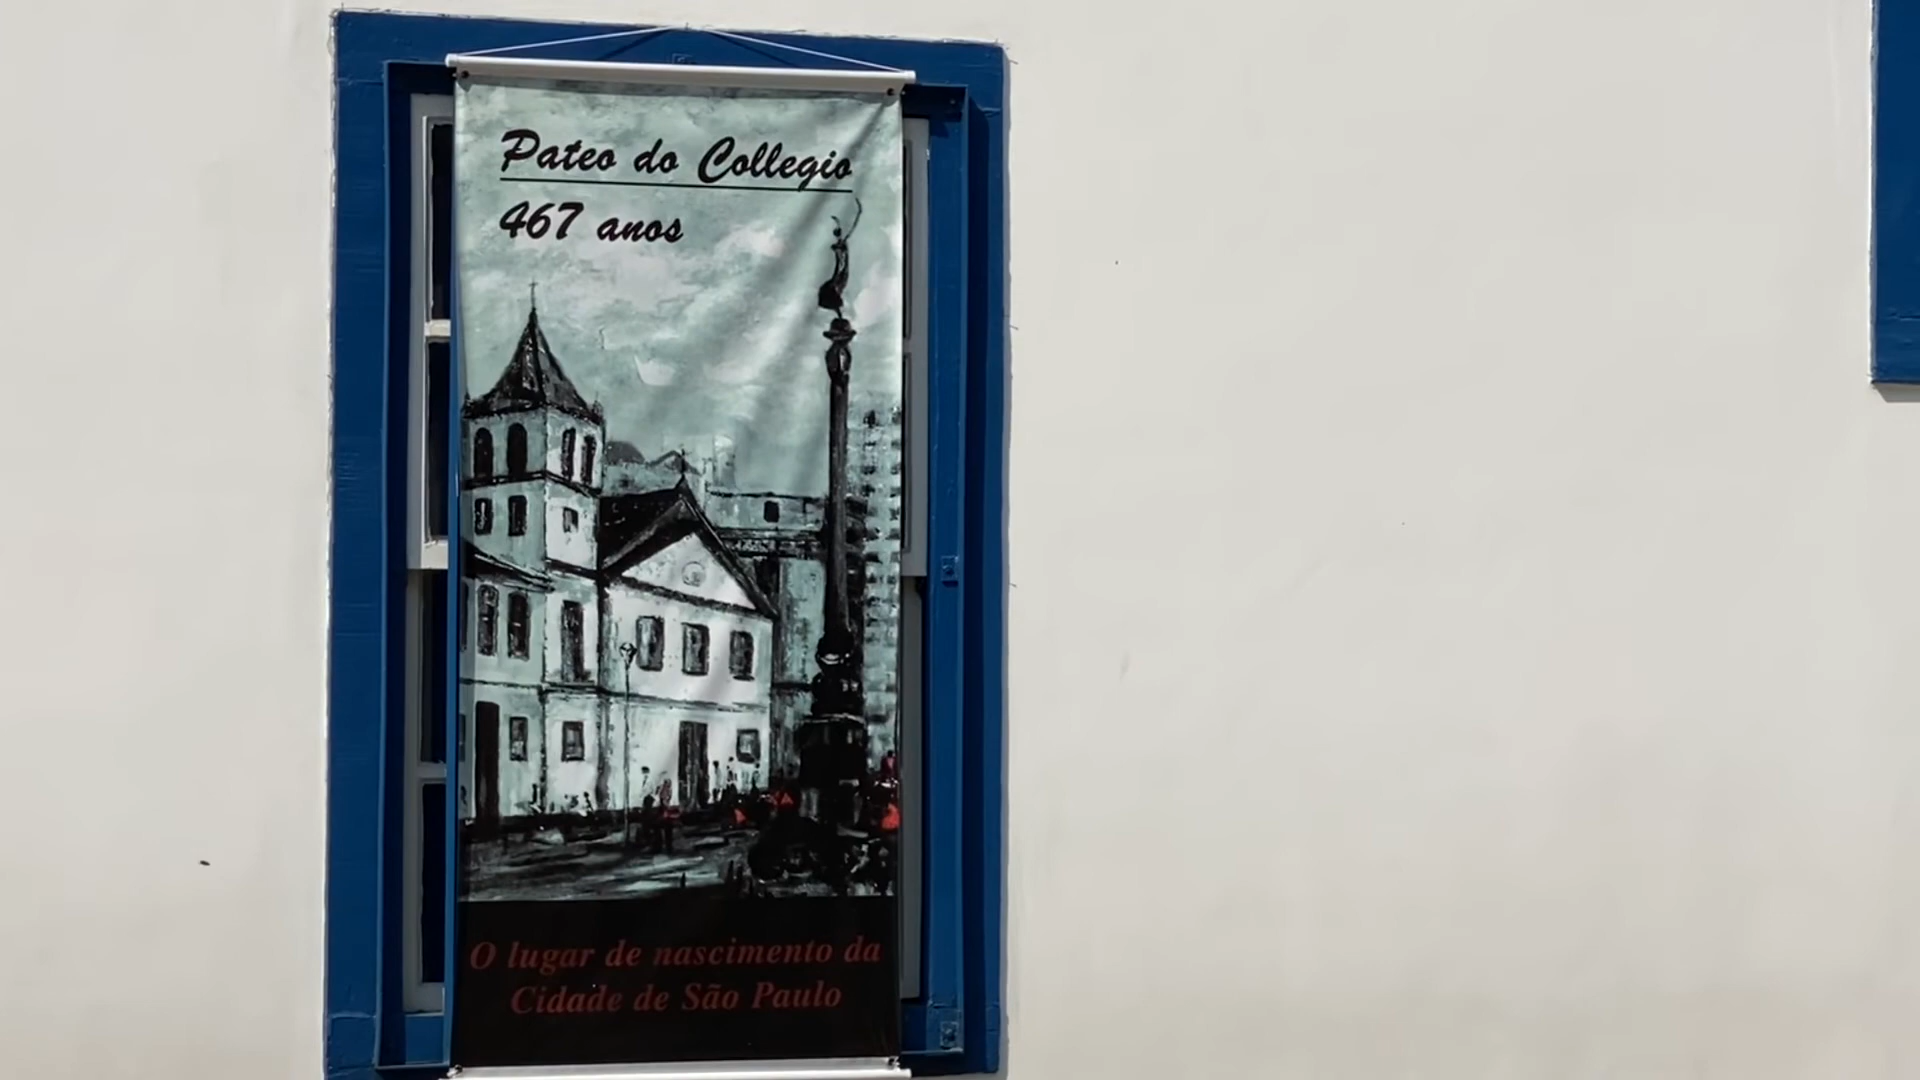 Pateo do Collegio
467 anos
O lugar de nascimento da
Cidade de São Paulo